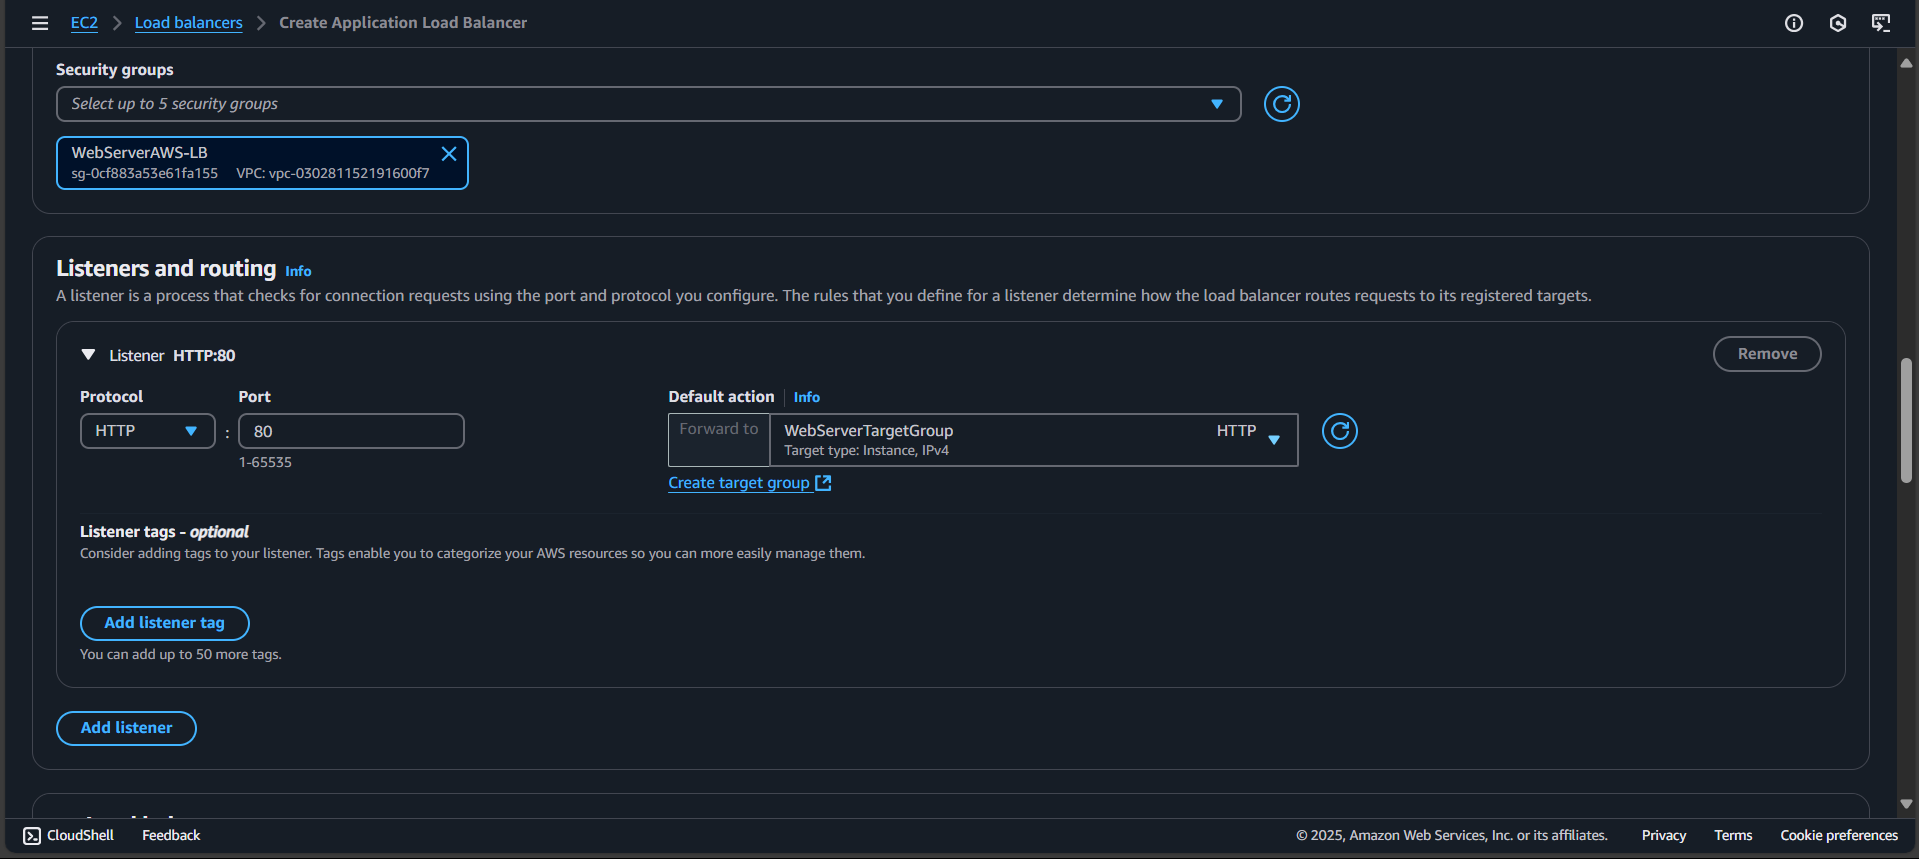 EC2 > Load balancers > Create Application Load Balancer
Security groups
Select up to 5 security groups
WebServerAWS-LB
sg-0cf883a53e61fa155 VPC: vpc-030281152191600f7
Listeners and routing Info
A listener is a process that checks for connection requests using the port and protocol you configure. The rules that you define for a listener determine how the load balancer routes requests to its registered targets.
Listener HTTP:80
Remove
Protocol Port Default action Info
HTTP : 80
1-65535
Forward to WebServerTargetGroup HTTP
Target type: Instance, IPv4
Create target group
Listener tags - optional
Consider adding tags to your listener. Tags enable you to categorize your AWS resources so you can more easily manage them.
Add listener tag
You can add up to 50 more tags.
Add listener
CloudShell Feedback © 2025, Amazon Web Services, Inc. or its affiliates. Privacy Terms Cookie preferences